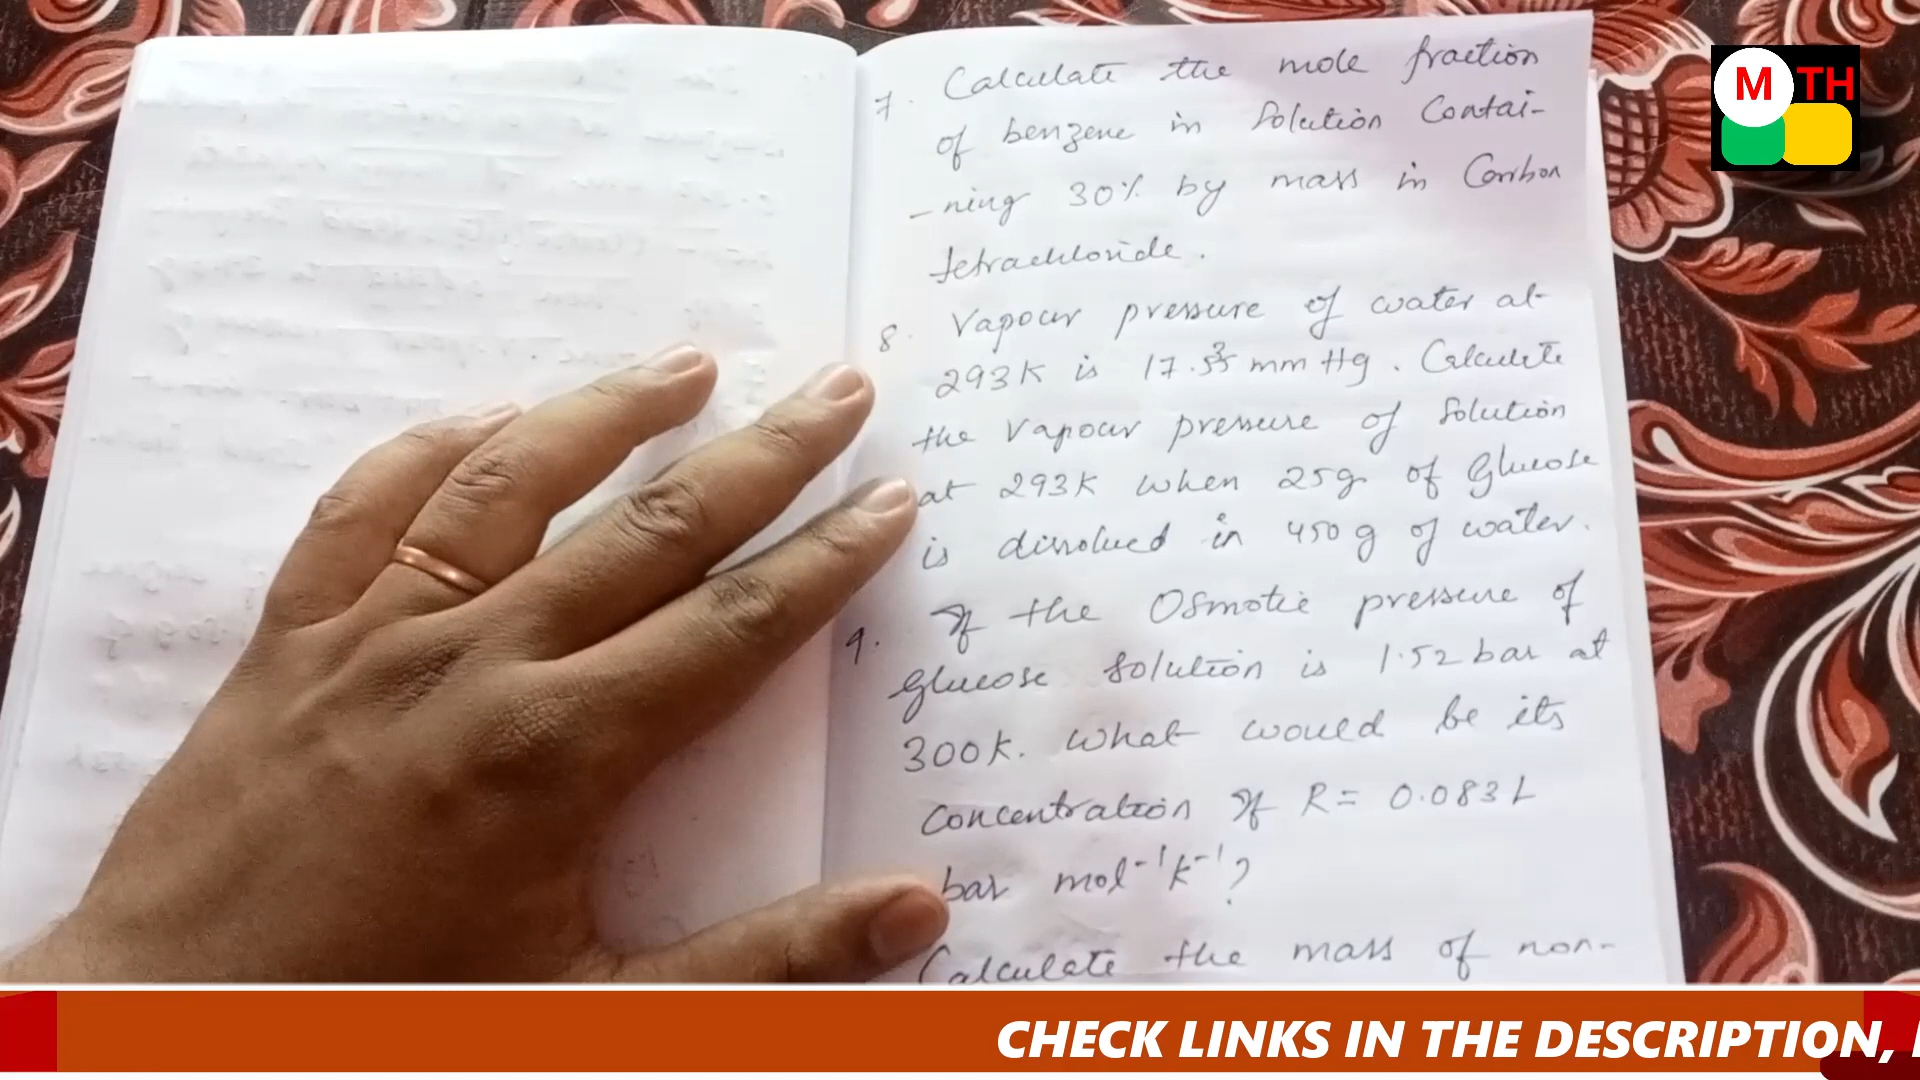 7. Calculate the mole fraction
of benzene in Solution Contai-
-ning 30% by mass in Carbon
tetrachloride.
8. Vapour pressure of water at
293K is 17.535 mm Hg. Calculate
the vapour pressure of solution
at 293K when 25g of Glucose
is dissolved in 450g of water.
9. If the Osmotic pressure of
glucose solution is 1.52 bar at
300K. What would be its
Concentration If R = 0.083 L
bar mol-1 K-1?
Calculate the mass of non-
M TH
CHECK LINKS IN THE DESCRIPTION,